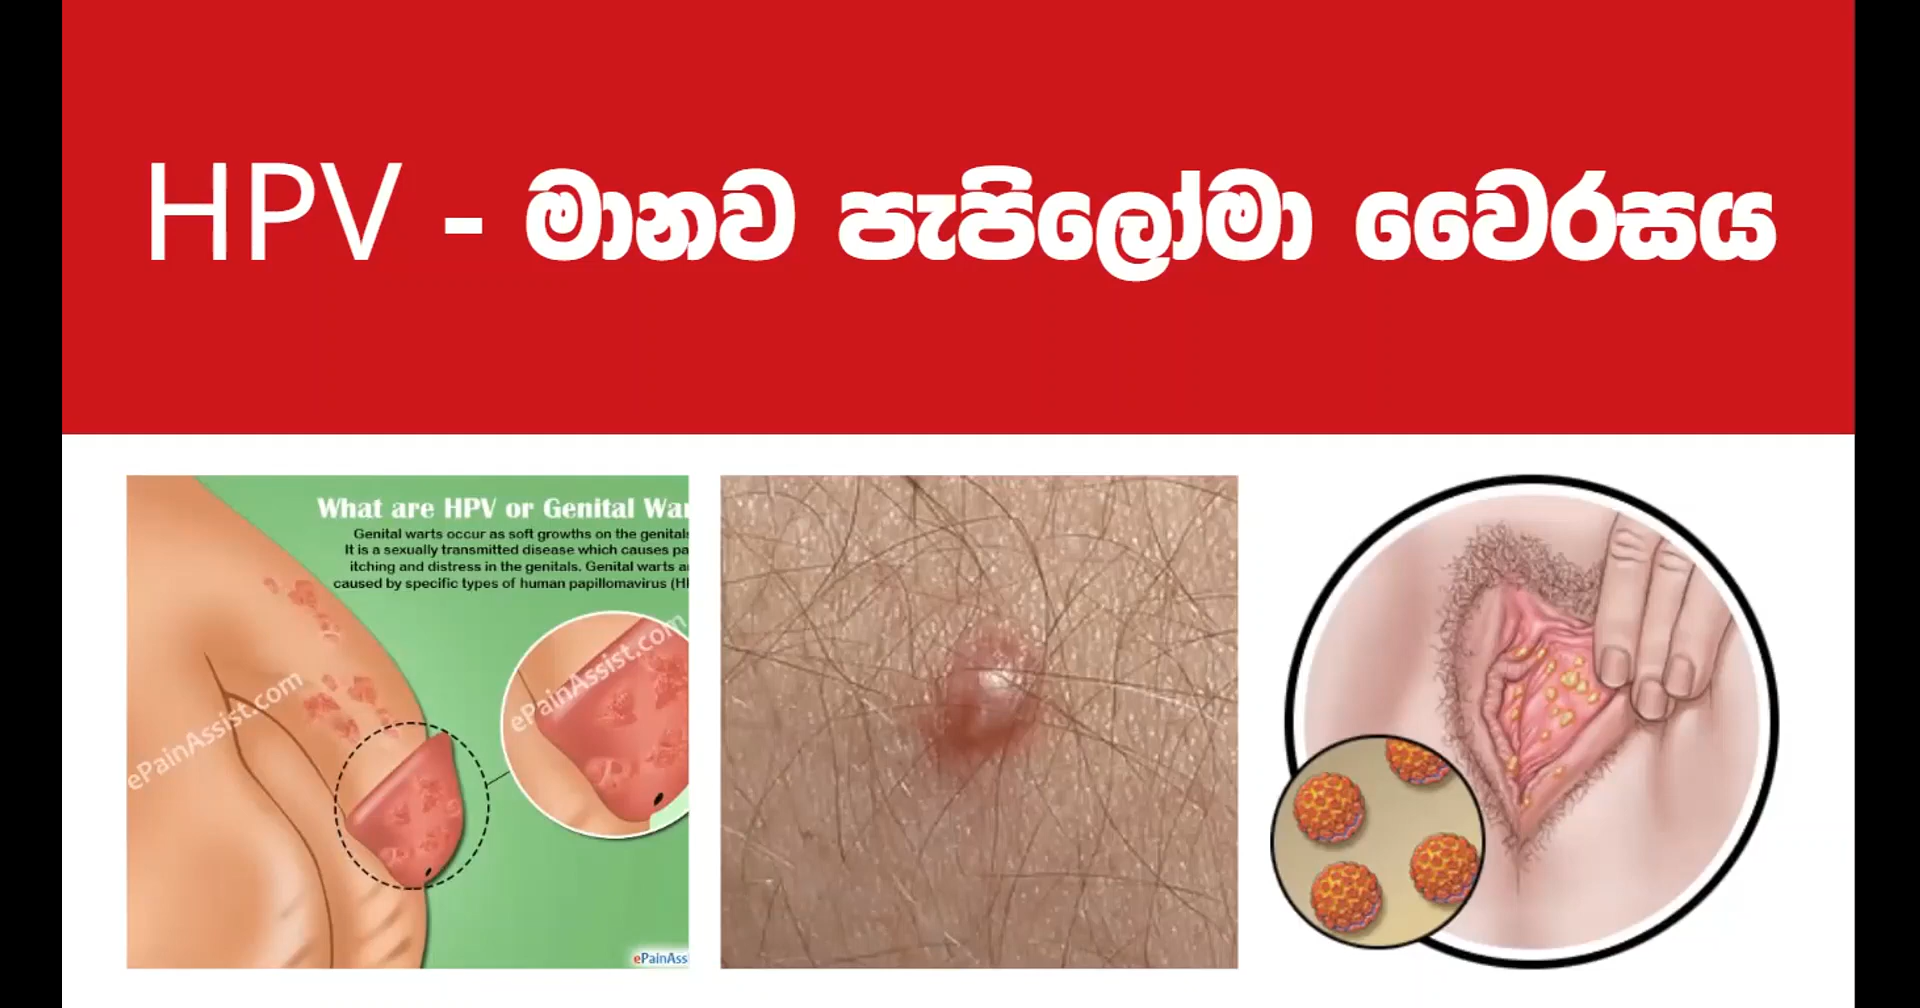 HPV - මානව පැපිලෝමා වෛරසය
What are HPV or Genital War
Genital warts occur as soft growths on the genitals
It is a sexually transmitted disease which causes pa
itching and distress in the genitals. Genital warts a
caused by specific types of human papillomavirus (H
ePainAssist.com
ePainAssist.com
ePainAss